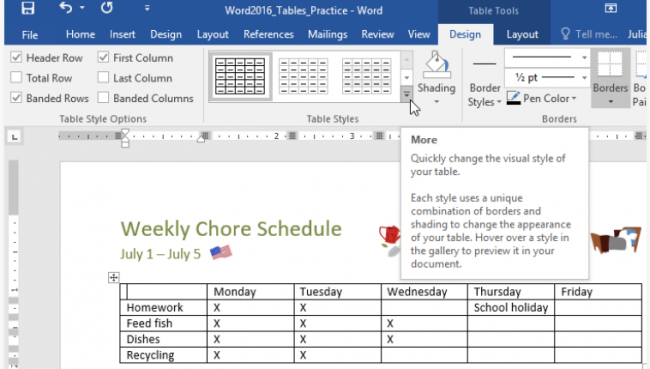 Word2016_Tables_Practice - Word
Table Tools
File Home Insert Design Layout References Mailings Review View Design Layout Tell me... Julia
Header Row First Column
Total Row Last Column
Banded Rows Banded Columns
Table Style Options
Table Styles
Shading
Border Styles
½ pt
Pen Color
Borders
Bo
Pai
Borders
More
Quickly change the visual style of
your table.
Each style uses a unique
combination of borders and
shading to change the appearance
of your table. Hover over a style in
the gallery to preview it in your
document.
L
2 3
Weekly Chore Schedule
July 1 – July 5
Monday Tuesday Wednesday Thursday Friday
Homework X X School holiday
Feed fish X X X
Dishes X X X
Recycling X X